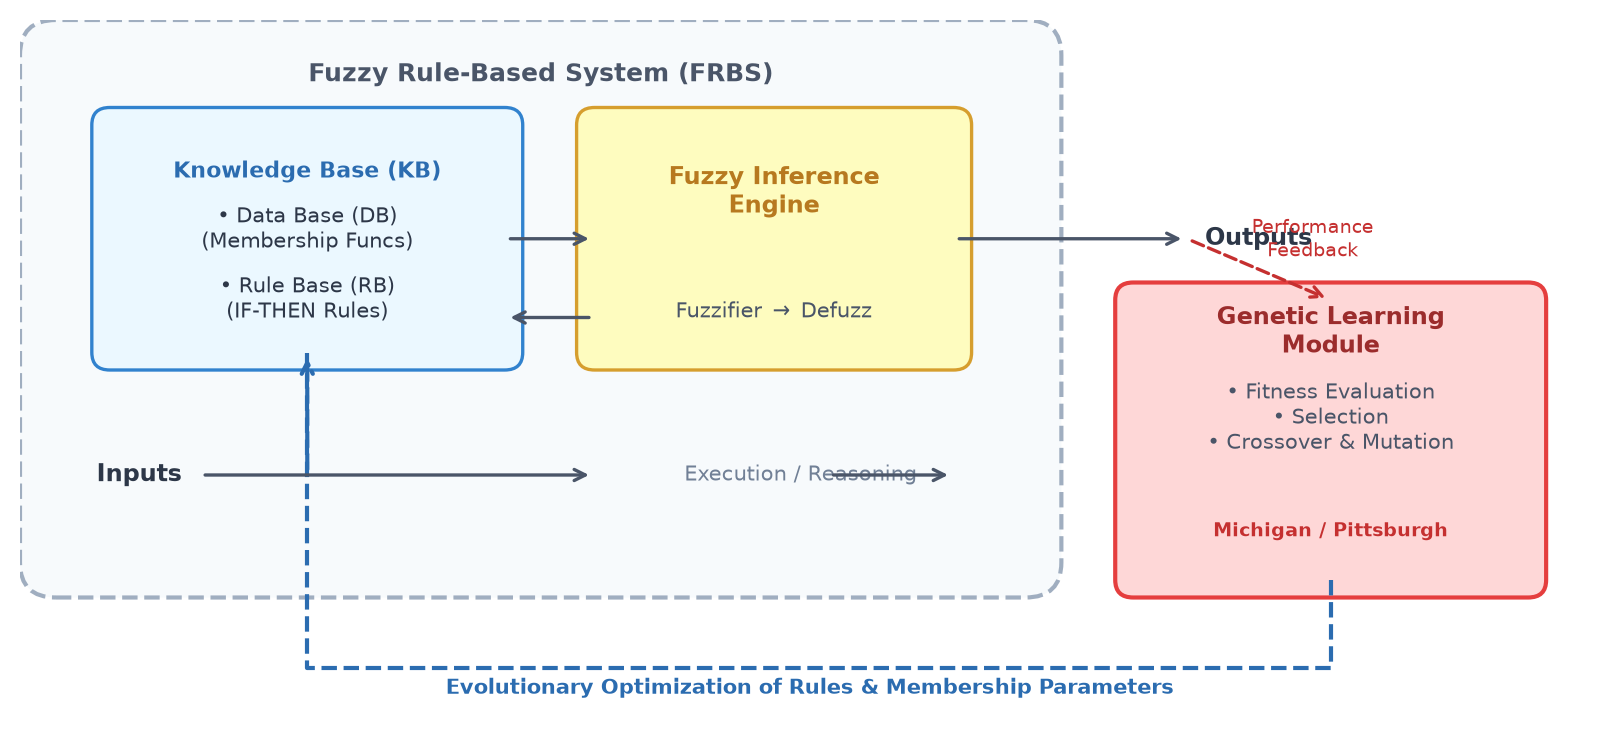 Fuzzy Rule-Based System (FRBS)
Knowledge Base (KB)
• Data Base (DB)
(Membership Funcs)
• Rule Base (RB)
(IF-THEN Rules)
Fuzzy Inference
Engine
Fuzzifier → Defuzz
Inputs
Execution / Reasoning
Outputs
Performance
Feedback
Genetic Learning
Module
• Fitness Evaluation
• Selection
• Crossover & Mutation
Michigan / Pittsburgh
Evolutionary Optimization of Rules & Membership Parameters